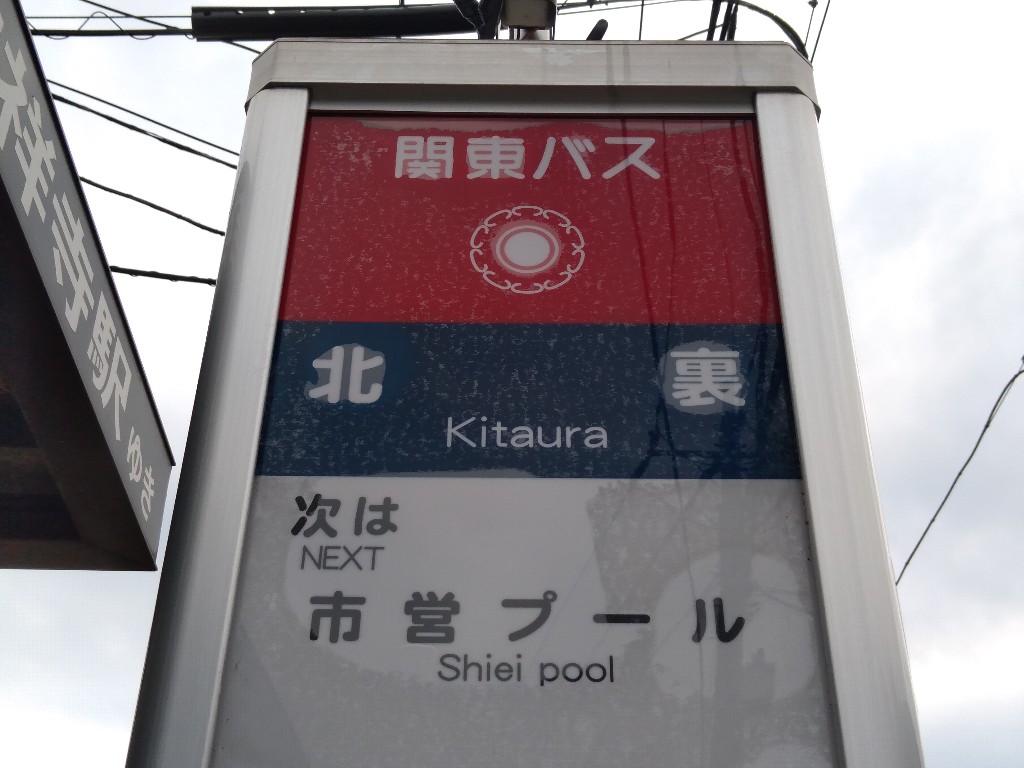 祥寺駅 ゆき
関東バス
北裏
Kitaura
次は
NEXT
市営プール
Shiei pool